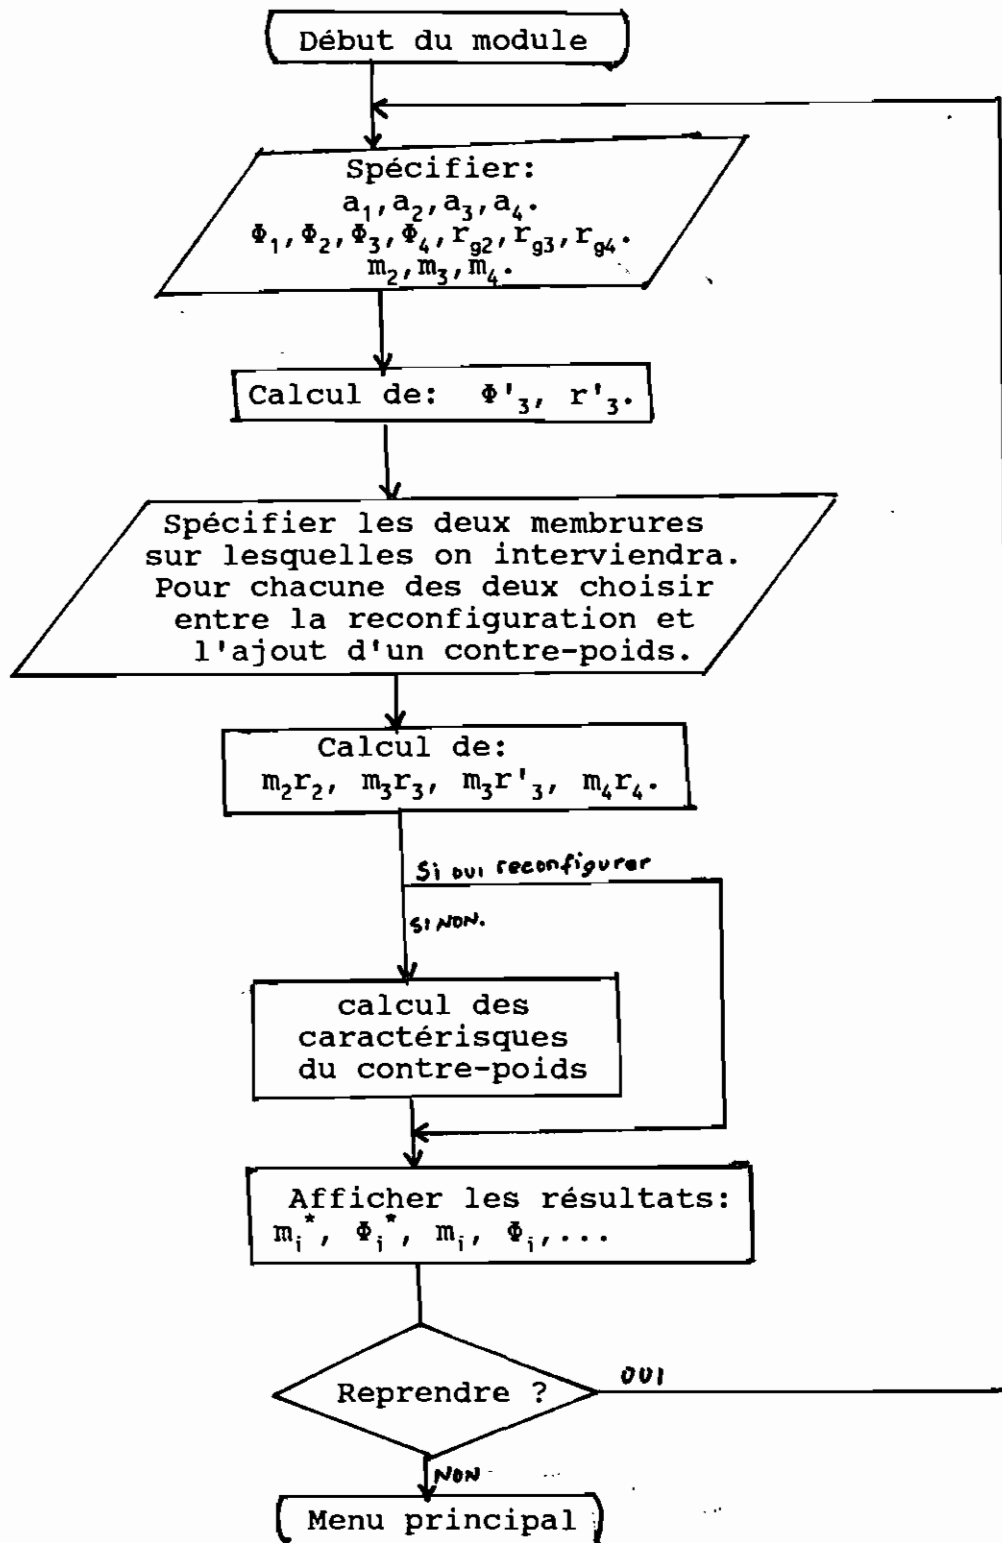 Début du module
Spécifier:
a₁,a₂,a₃,a₄.
Φ₁,Φ₂,Φ₃,Φ₄,r_g2,r_g3,r_g4.
m₂,m₃,m₄.
Calcul de: Φ'₃, r'₃.
Spécifier les deux membrures
sur lesquelles on interviendra.
Pour chacune des deux choisir
entre la reconfiguration et
l'ajout d'un contre-poids.
Calcul de:
m₂r₂, m₃r₃, m₃r'₃, m₄r₄.
Si oui reconfigurer
SI NON.
calcul des
caractérisques
du contre-poids
Afficher les résultats:
m_i*, Φ_i*, m_i, Φ_i,...
Reprendre ?
OUI
NON
Menu principal